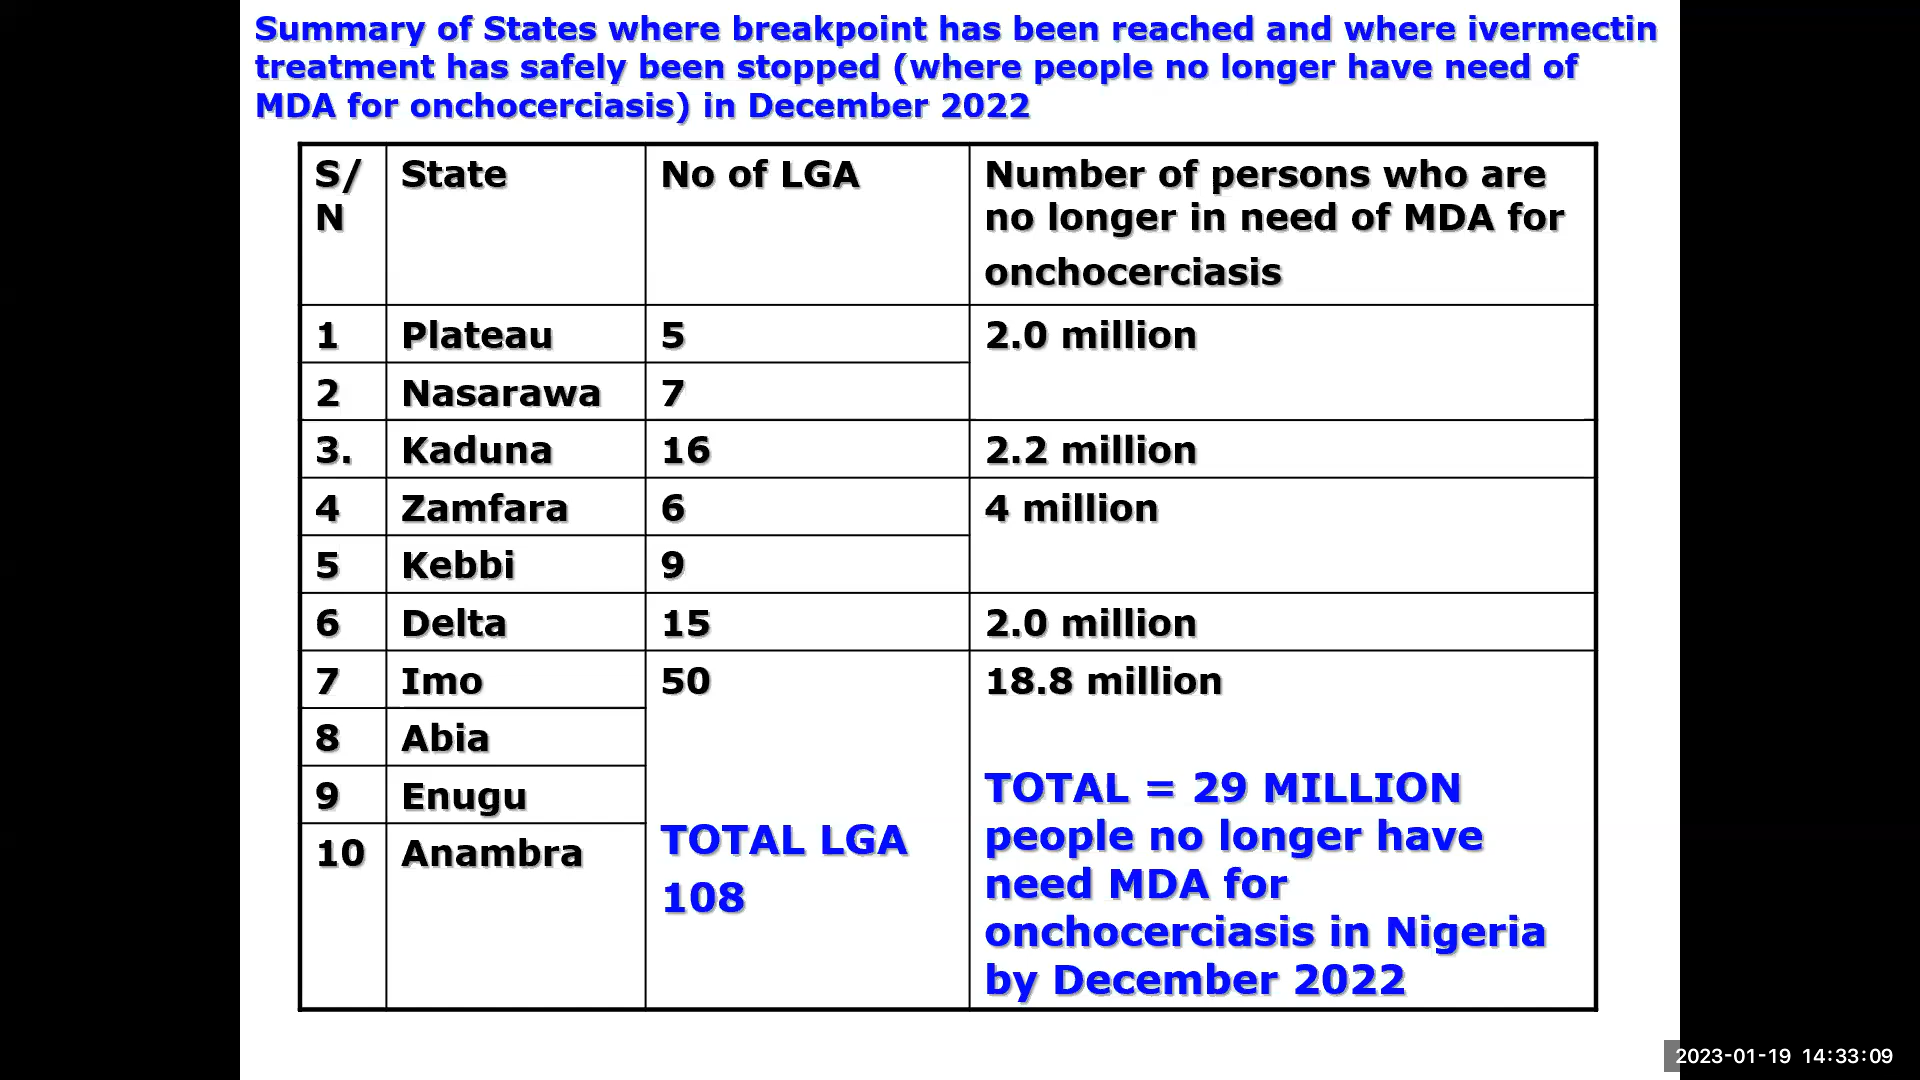 Summary of States where breakpoint has been reached and where ivermectin
treatment has safely been stopped (where people no longer have need of
MDA for onchocerciasis) in December 2022
S/
N
State
No of LGA
Number of persons who are
no longer in need of MDA for
onchocerciasis
1 Plateau 5 2.0 million
2 Nasarawa 7
3. Kaduna 16 2.2 million
4 Zamfara 6 4 million
5 Kebbi 9
6 Delta 15 2.0 million
7 Imo 50 18.8 million
8 Abia
9 Enugu
10 Anambra
TOTAL LGA
108
TOTAL = 29 MILLION
people no longer have
need MDA for
onchocerciasis in Nigeria
by December 2022
2023-01-19 14:33:09